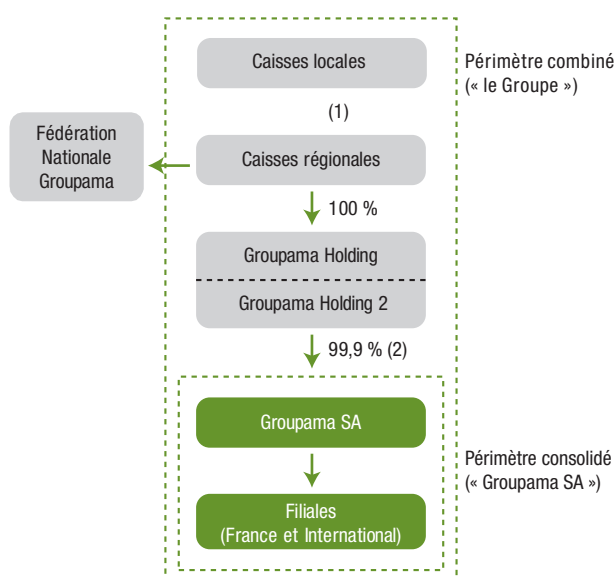 Caisses locales
Périmètre combiné
(« le Groupe »)
(1)
Fédération
Nationale
Groupama
Caisses régionales
100 %
Groupama Holding
Groupama Holding 2
99,9 % (2)
Groupama SA
Périmètre consolidé
(« Groupama SA »)
Filiales
(France et International)